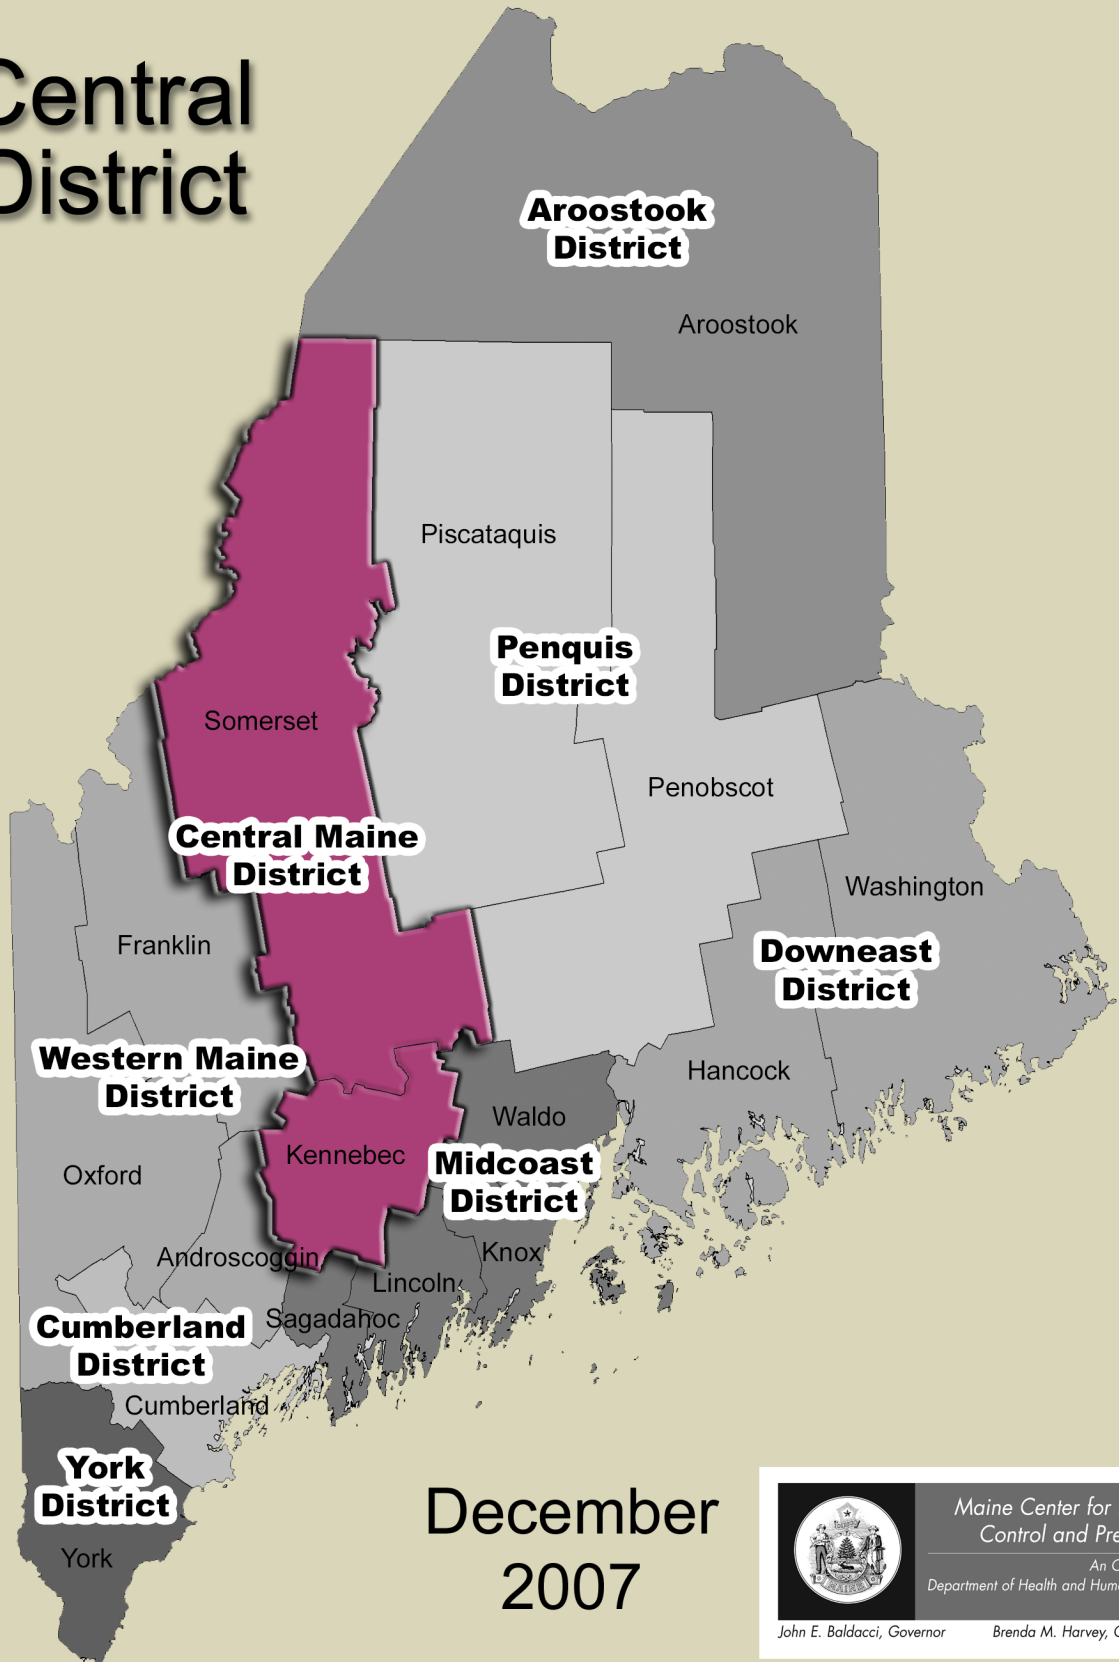 Central
District
Aroostook
District
Aroostook
Piscataquis
Penquis
District
Somerset
Penobscot
Central Maine
District
Washington
Franklin
Downeast
District
Western Maine
District
Hancock
Waldo
Kennebec
Midcoast
District
Oxford
Knox
Androscoggin
Lincoln
Sagadahoc
Cumberland
District
Cumberland
York
District
York
December
2007
Maine Center for
Control and Pre
An O
Department of Health and Hum
John E. Baldacci, Governor
Brenda M. Harvey, C